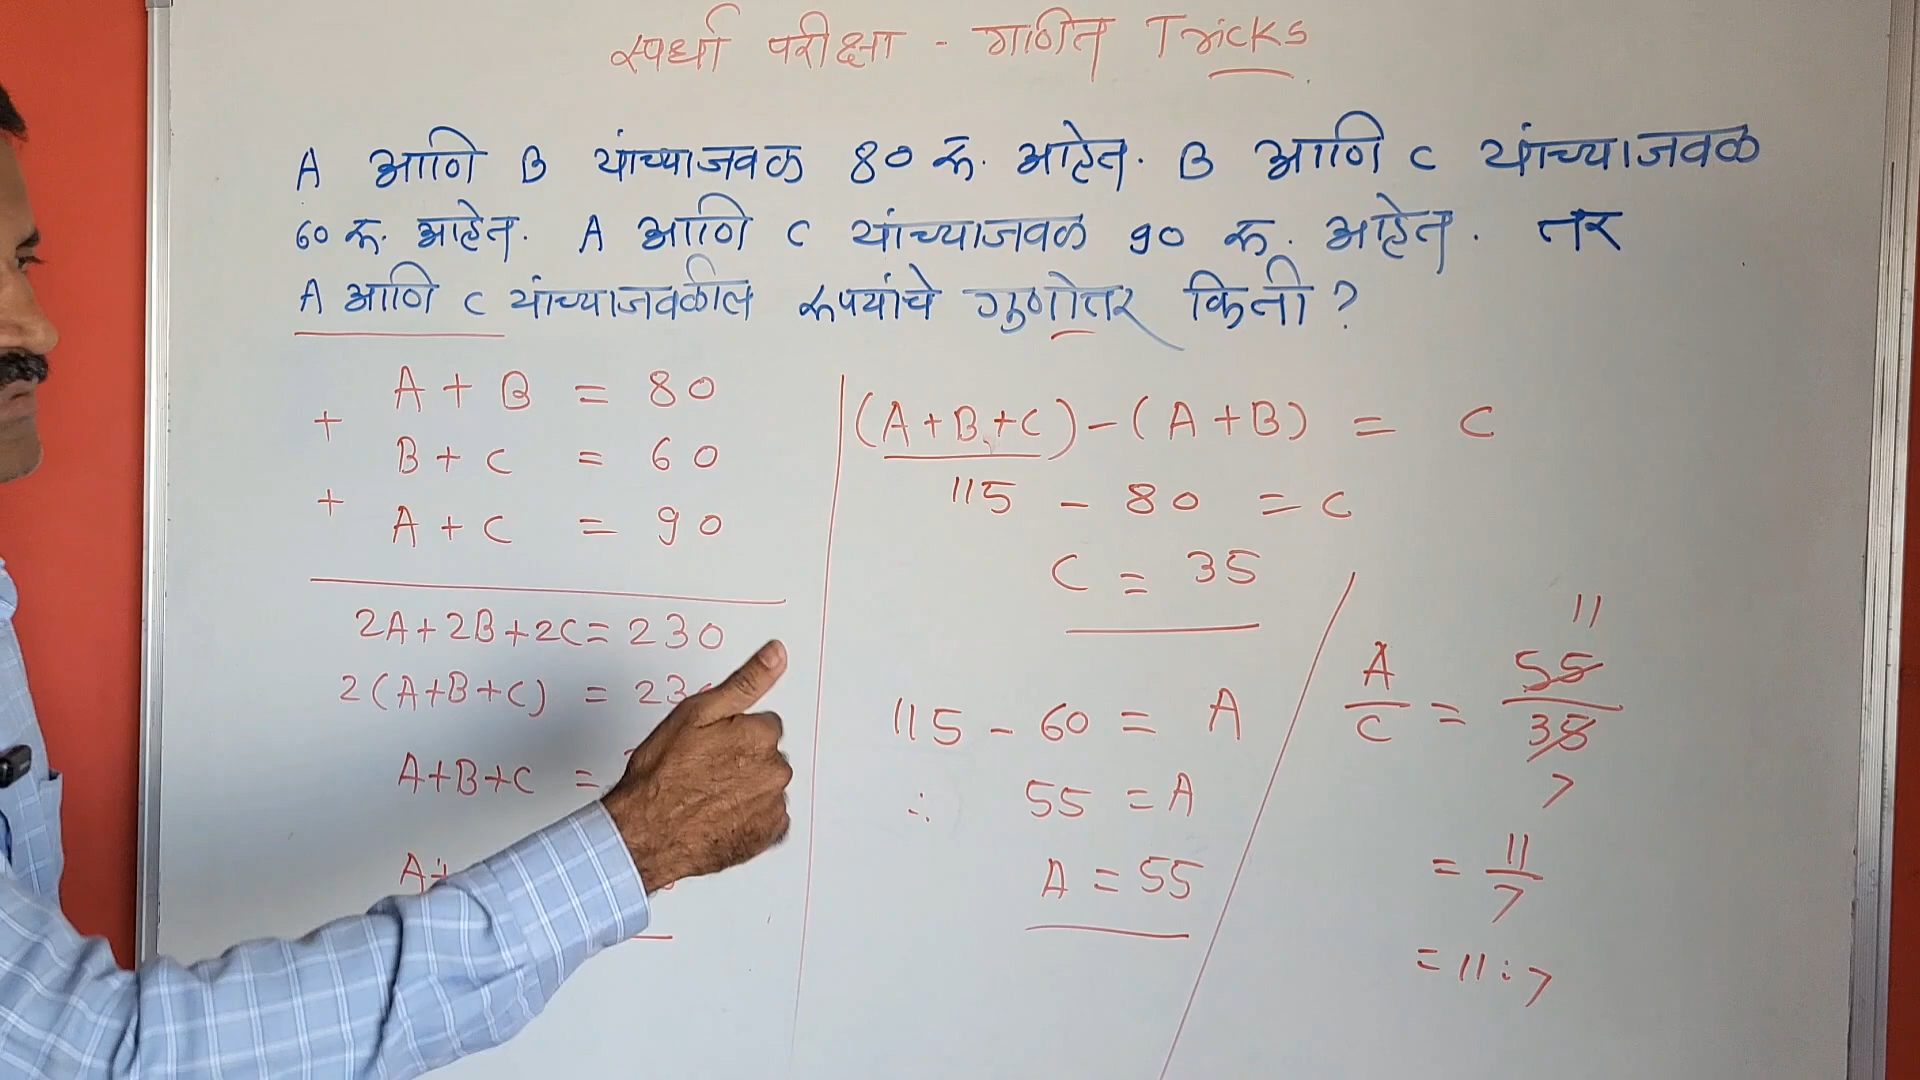 स्पर्धा परीक्षा - गणित Tricks
A आणि B यांच्याजवळ 80 रू. आहेत. B आणि C यांच्याजवळ
60 रू. आहेत. A आणि C यांच्याजवळ 90 रू. आहेत. तर
A आणि C यांच्याजवळील रूपयांचे गुणोत्तर किती?
A + B = 80
+
B + C = 60
+
A + C = 90
2A + 2B + 2C = 230
2(A+B+C) = 23
A+B+C =
A+
(A+B+C) - (A+B) = C
115 - 80 = C
C = 35
115 - 60 = A
∴ 55 = A
A = 55
11
A/C = 55/35
7
= 11/7
= 11:7